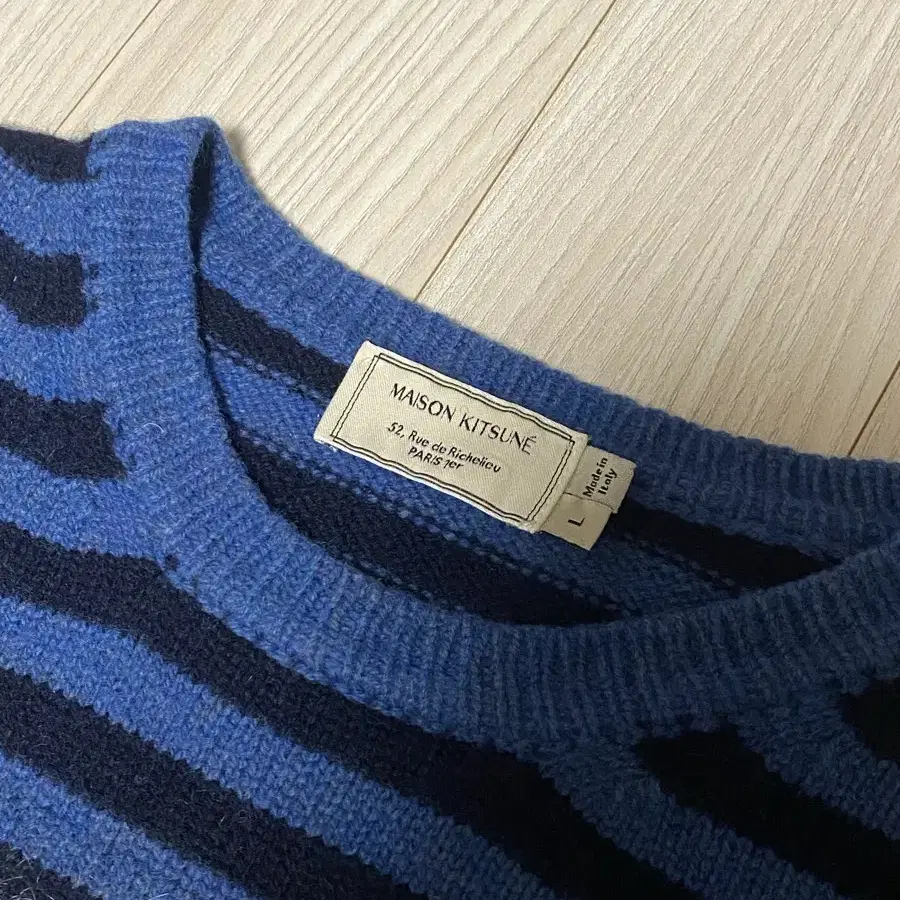 MAISON KITSUNÉ
52, Rue de Richelieu
PARIS 1er
Made in
Italy
L